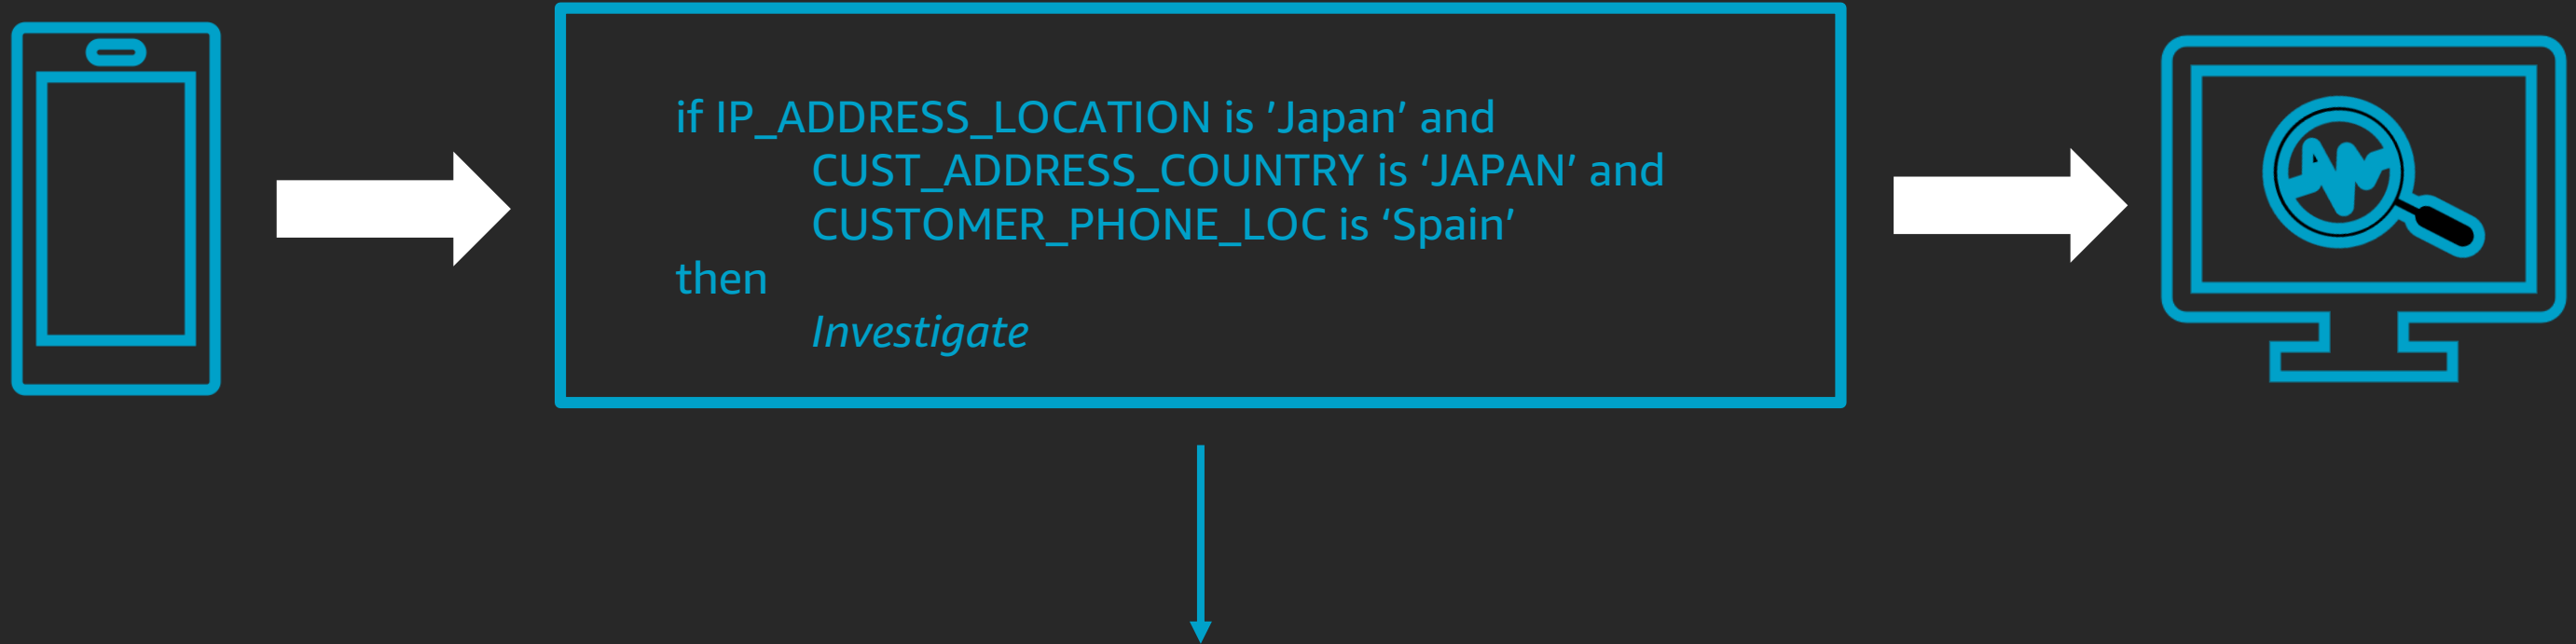 if IP_ADDRESS_LOCATION is ’Japan’ and
CUST_ADDRESS_COUNTRY is ‘JAPAN’ and
CUSTOMER_PHONE_LOC is ‘Spain’
then
Investigate